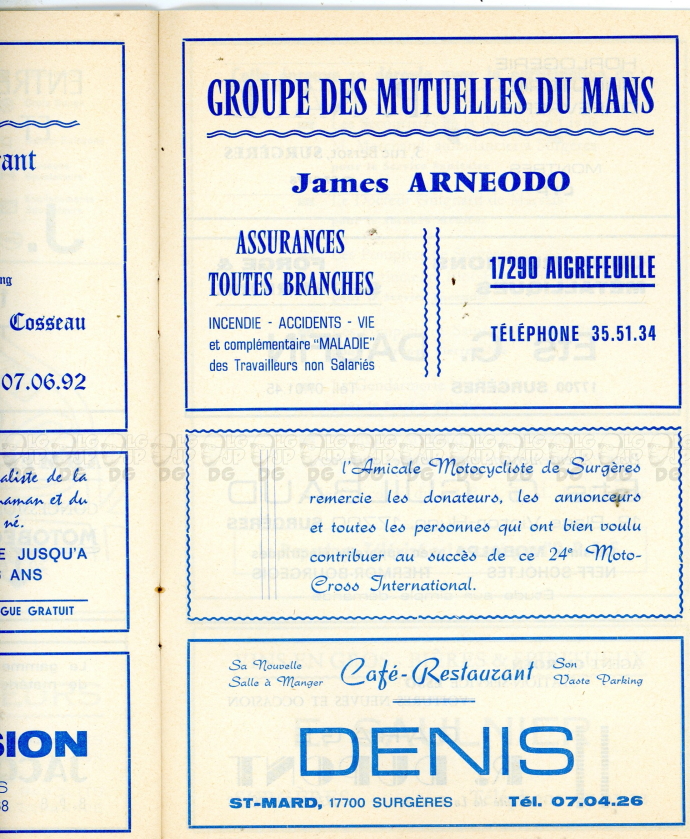 ant
ng
Cosseau
07.06.92
aliste de la
aman et du
né.
E JUSQU'A
ANS
GUE GRATUIT
SION
GROUPE DES MUTUELLES DU MANS
James ARNEODO
ASSURANCES
TOUTES BRANCHES
INCENDIE - ACCIDENTS - VIE
et complémentaire "MALADIE"
des Travailleurs non Salariés
17290 AIGREFEUILLE
TÉLÉPHONE 35.51.34
l'Amicale Motocycliste de Surgères
remercie les donateurs, les annonceurs
et toutes les personnes qui ont bien voulu
contribuer au succès de ce 24e Moto-
Cross International.
Sa Nouvelle
Salle à Manger
Café-Restaurant
Son
Vaste Parking
DENIS
ST-MARD, 17700 SURGÈRES Tél. 07.04.26